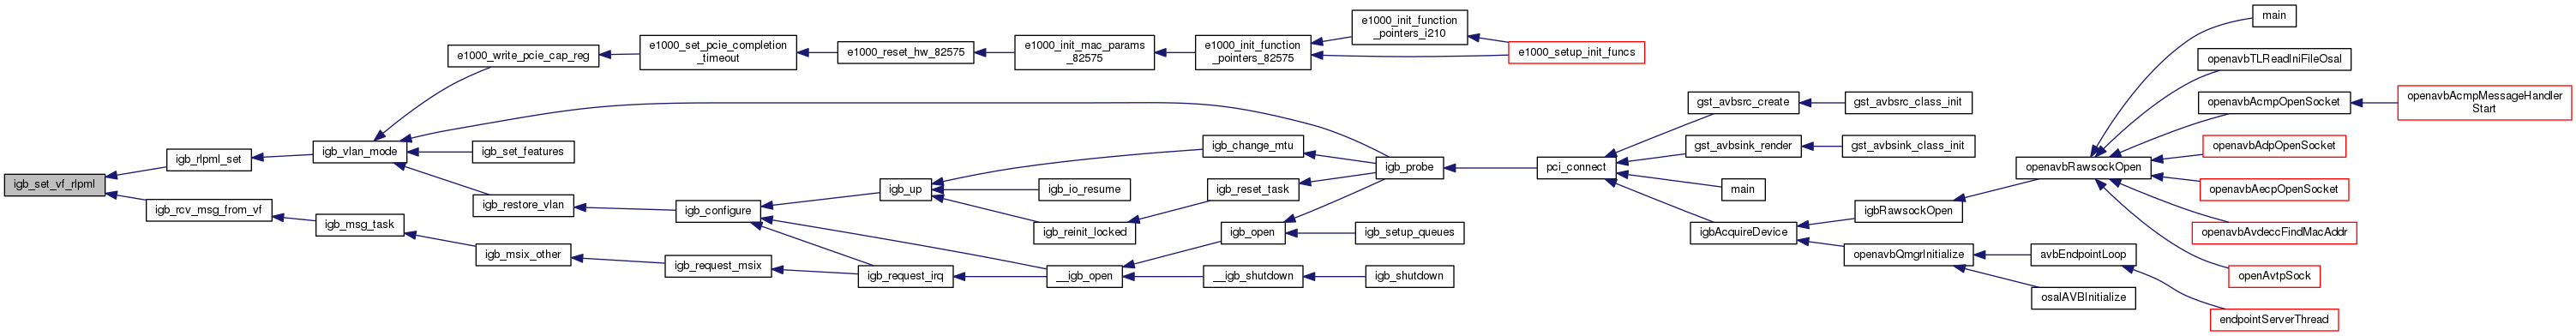 igb_set_vf_rlpml
igb_rlpml_set
igb_rcv_msg_from_vf
igb_vlan_mode
igb_msg_task
e1000_write_pcie_cap_reg
igb_set_features
igb_restore_vlan
igb_msix_other
e1000_set_pcie_completion
_timeout
igb_configure
igb_request_msix
e1000_reset_hw_82575
igb_up
igb_request_irq
e1000_init_mac_params
_82575
igb_io_resume
igb_reinit_locked
__igb_open
e1000_init_function
_pointers_82575
igb_change_mtu
igb_reset_task
igb_open
__igb_shutdown
e1000_init_function
_pointers_i210
igb_probe
igb_setup_queues
igb_shutdown
e1000_setup_init_funcs
pci_connect
gst_avbsrc_create
gst_avbsink_render
main
igbAcquireDevice
gst_avbsrc_class_init
gst_avbsink_class_init
igbRawsockOpen
openavbQmgrInitialize
openavbRawsockOpen
avbEndpointLoop
osalAVBInitialize
main
openavbTLReadIniFileOsal
openavbAcmpOpenSocket
openavbAdpOpenSocket
openavbAecpOpenSocket
openavbAvdeccFindMacAddr
openAvtpSock
endpointServerThread
openavbAcmpMessageHandler
Start